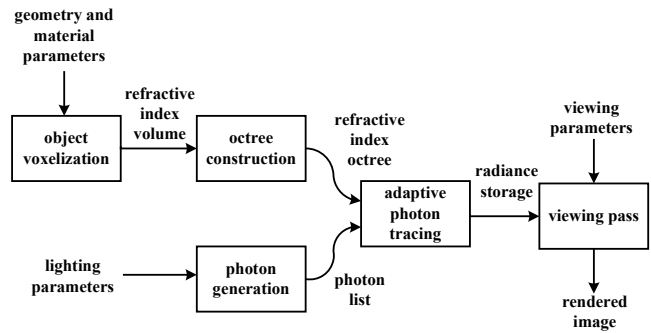 geometry and
material
parameters
object
voxelization
refractive
index
volume
octree
construction
refractive
index
octree
lighting
parameters
photon
generation
photon
list
adaptive
photon
tracing
radiance
storage
viewing
parameters
viewing pass
rendered
image